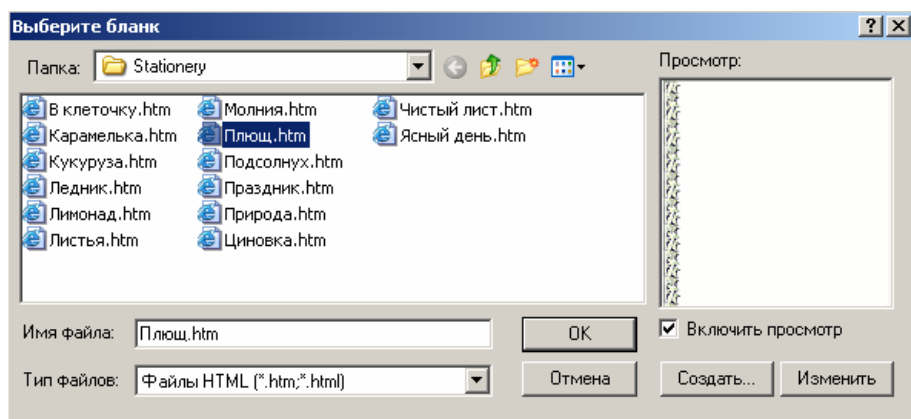 Выберите бланк
Папка: Stationery
Просмотр:
В клеточку.htm Молния.htm Чистый лист.htm
Карамелька.htm Плющ.htm Ясный день.htm
Кукуруза.htm Подсолнух.htm
Ледник.htm Праздник.htm
Лимонад.htm Природа.htm
Листья.htm Циновка.htm
Имя файла: Плющ.htm OK Включить просмотр
Тип файлов: Файлы HTML (*.htm;*.html) Отмена Создать... Изменить